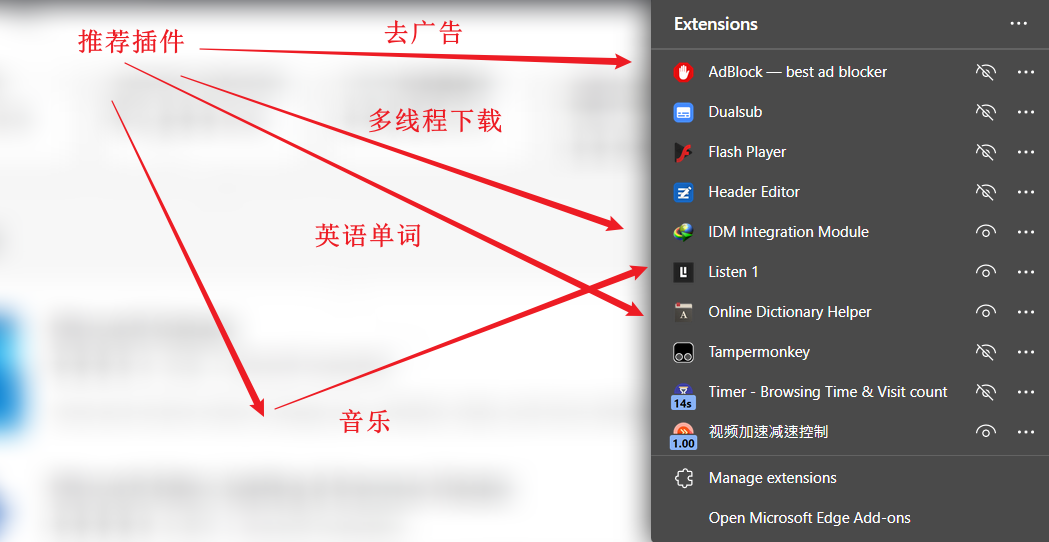 推荐插件
去广告
多线程下载
英语单词
音乐
Extensions
AdBlock — best ad blocker
Dualsub
Flash Player
Header Editor
IDM Integration Module
Listen 1
Online Dictionary Helper
A
Tampermonkey
Timer - Browsing Time & Visit count
14s
视频加速减速控制
1.00
Manage extensions
Open Microsoft Edge Add-ons